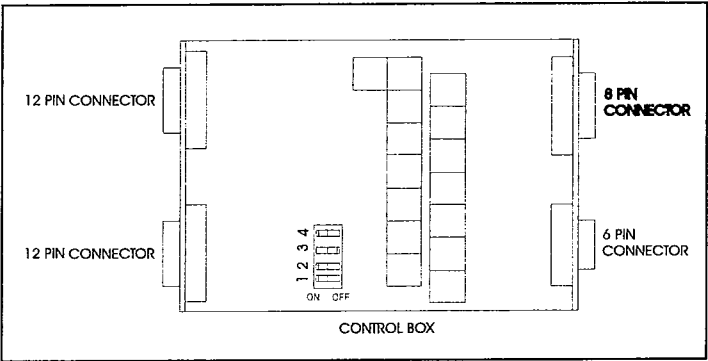 12 PIN CONNECTOR
8 PIN
CONNECTOR
12 PIN CONNECTOR
4
3
2
1
ON OFF
6 PIN
CONNECTOR
CONTROL BOX